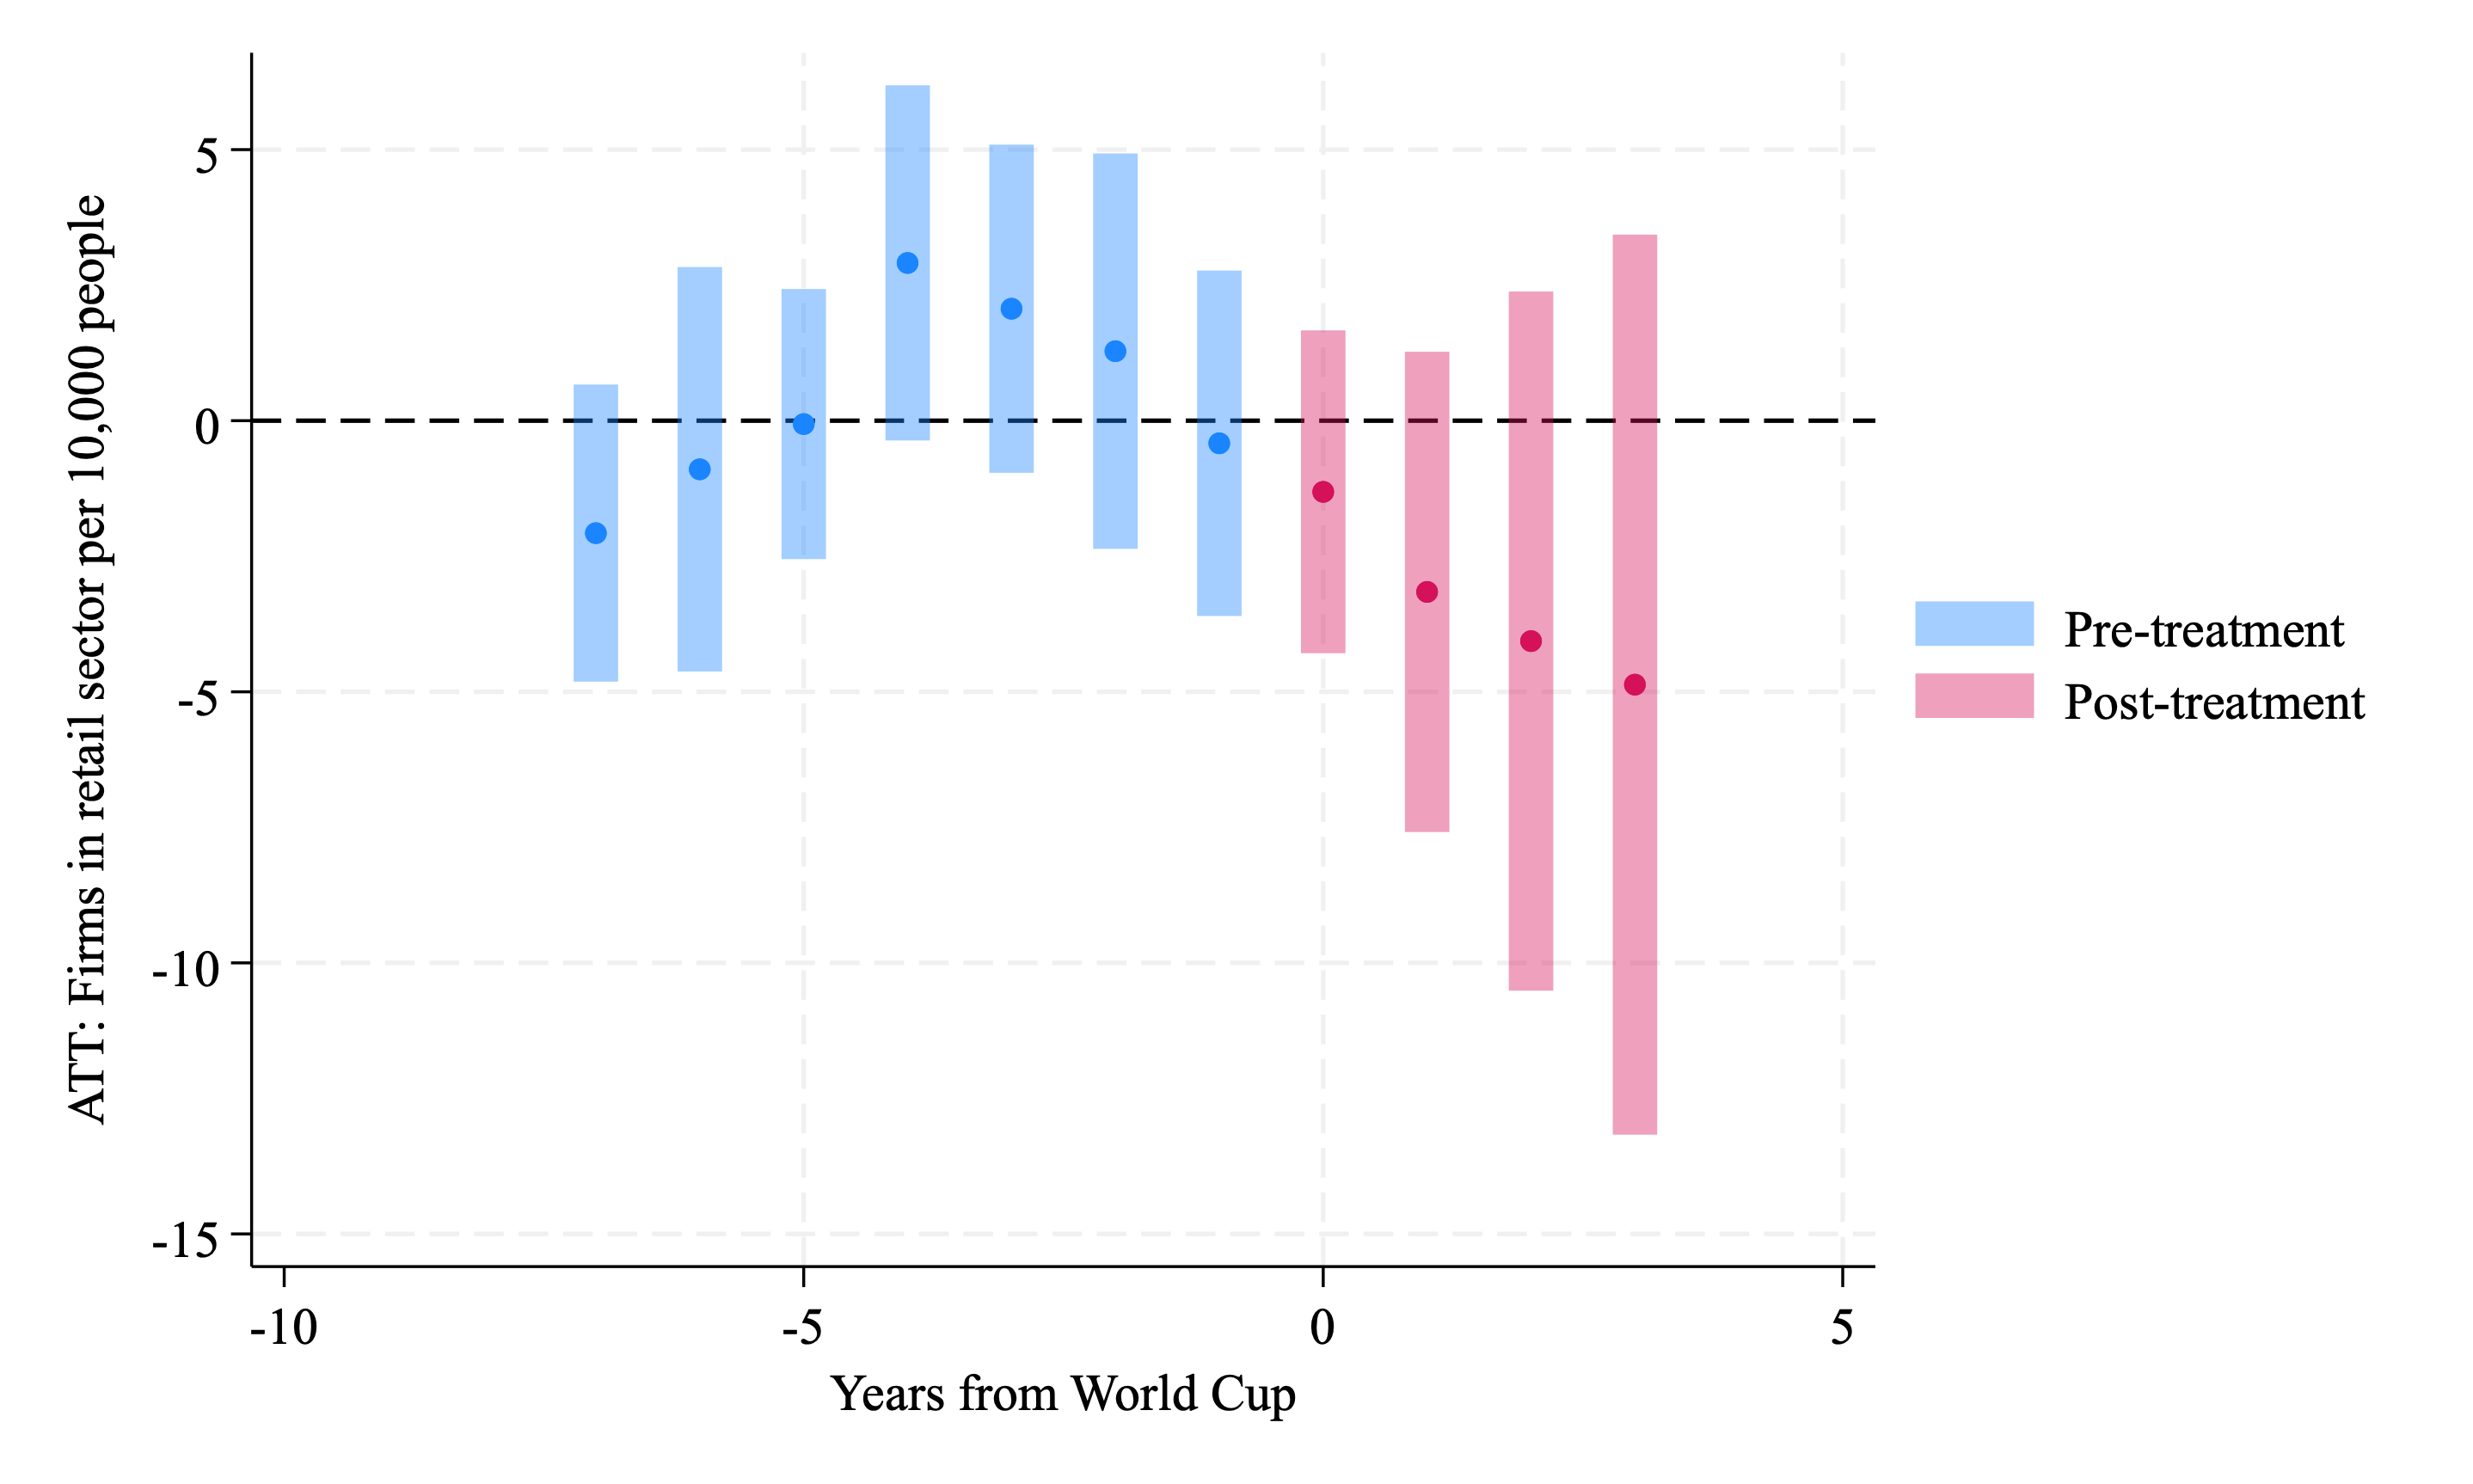 ATT: Firms in retail sector per 10,000 people
5
0
-5
-10
-15
-10 -5 0 5
Years from World Cup
Pre-treatment
Post-treatment